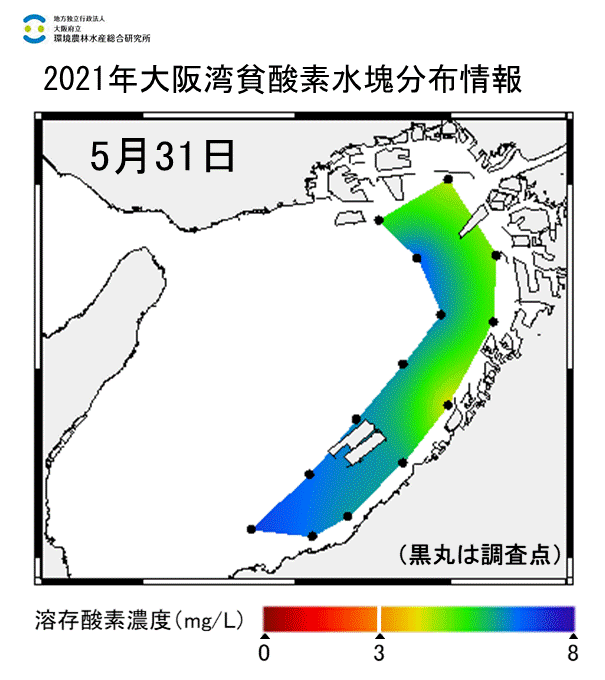 地方独立行政法人
大阪府立
環境農林水産総合研究所
2021年大阪湾貧酸素水塊分布情報
5月31日
(黒丸は調査点)
溶存酸素濃度(mg/L)
0 3 8